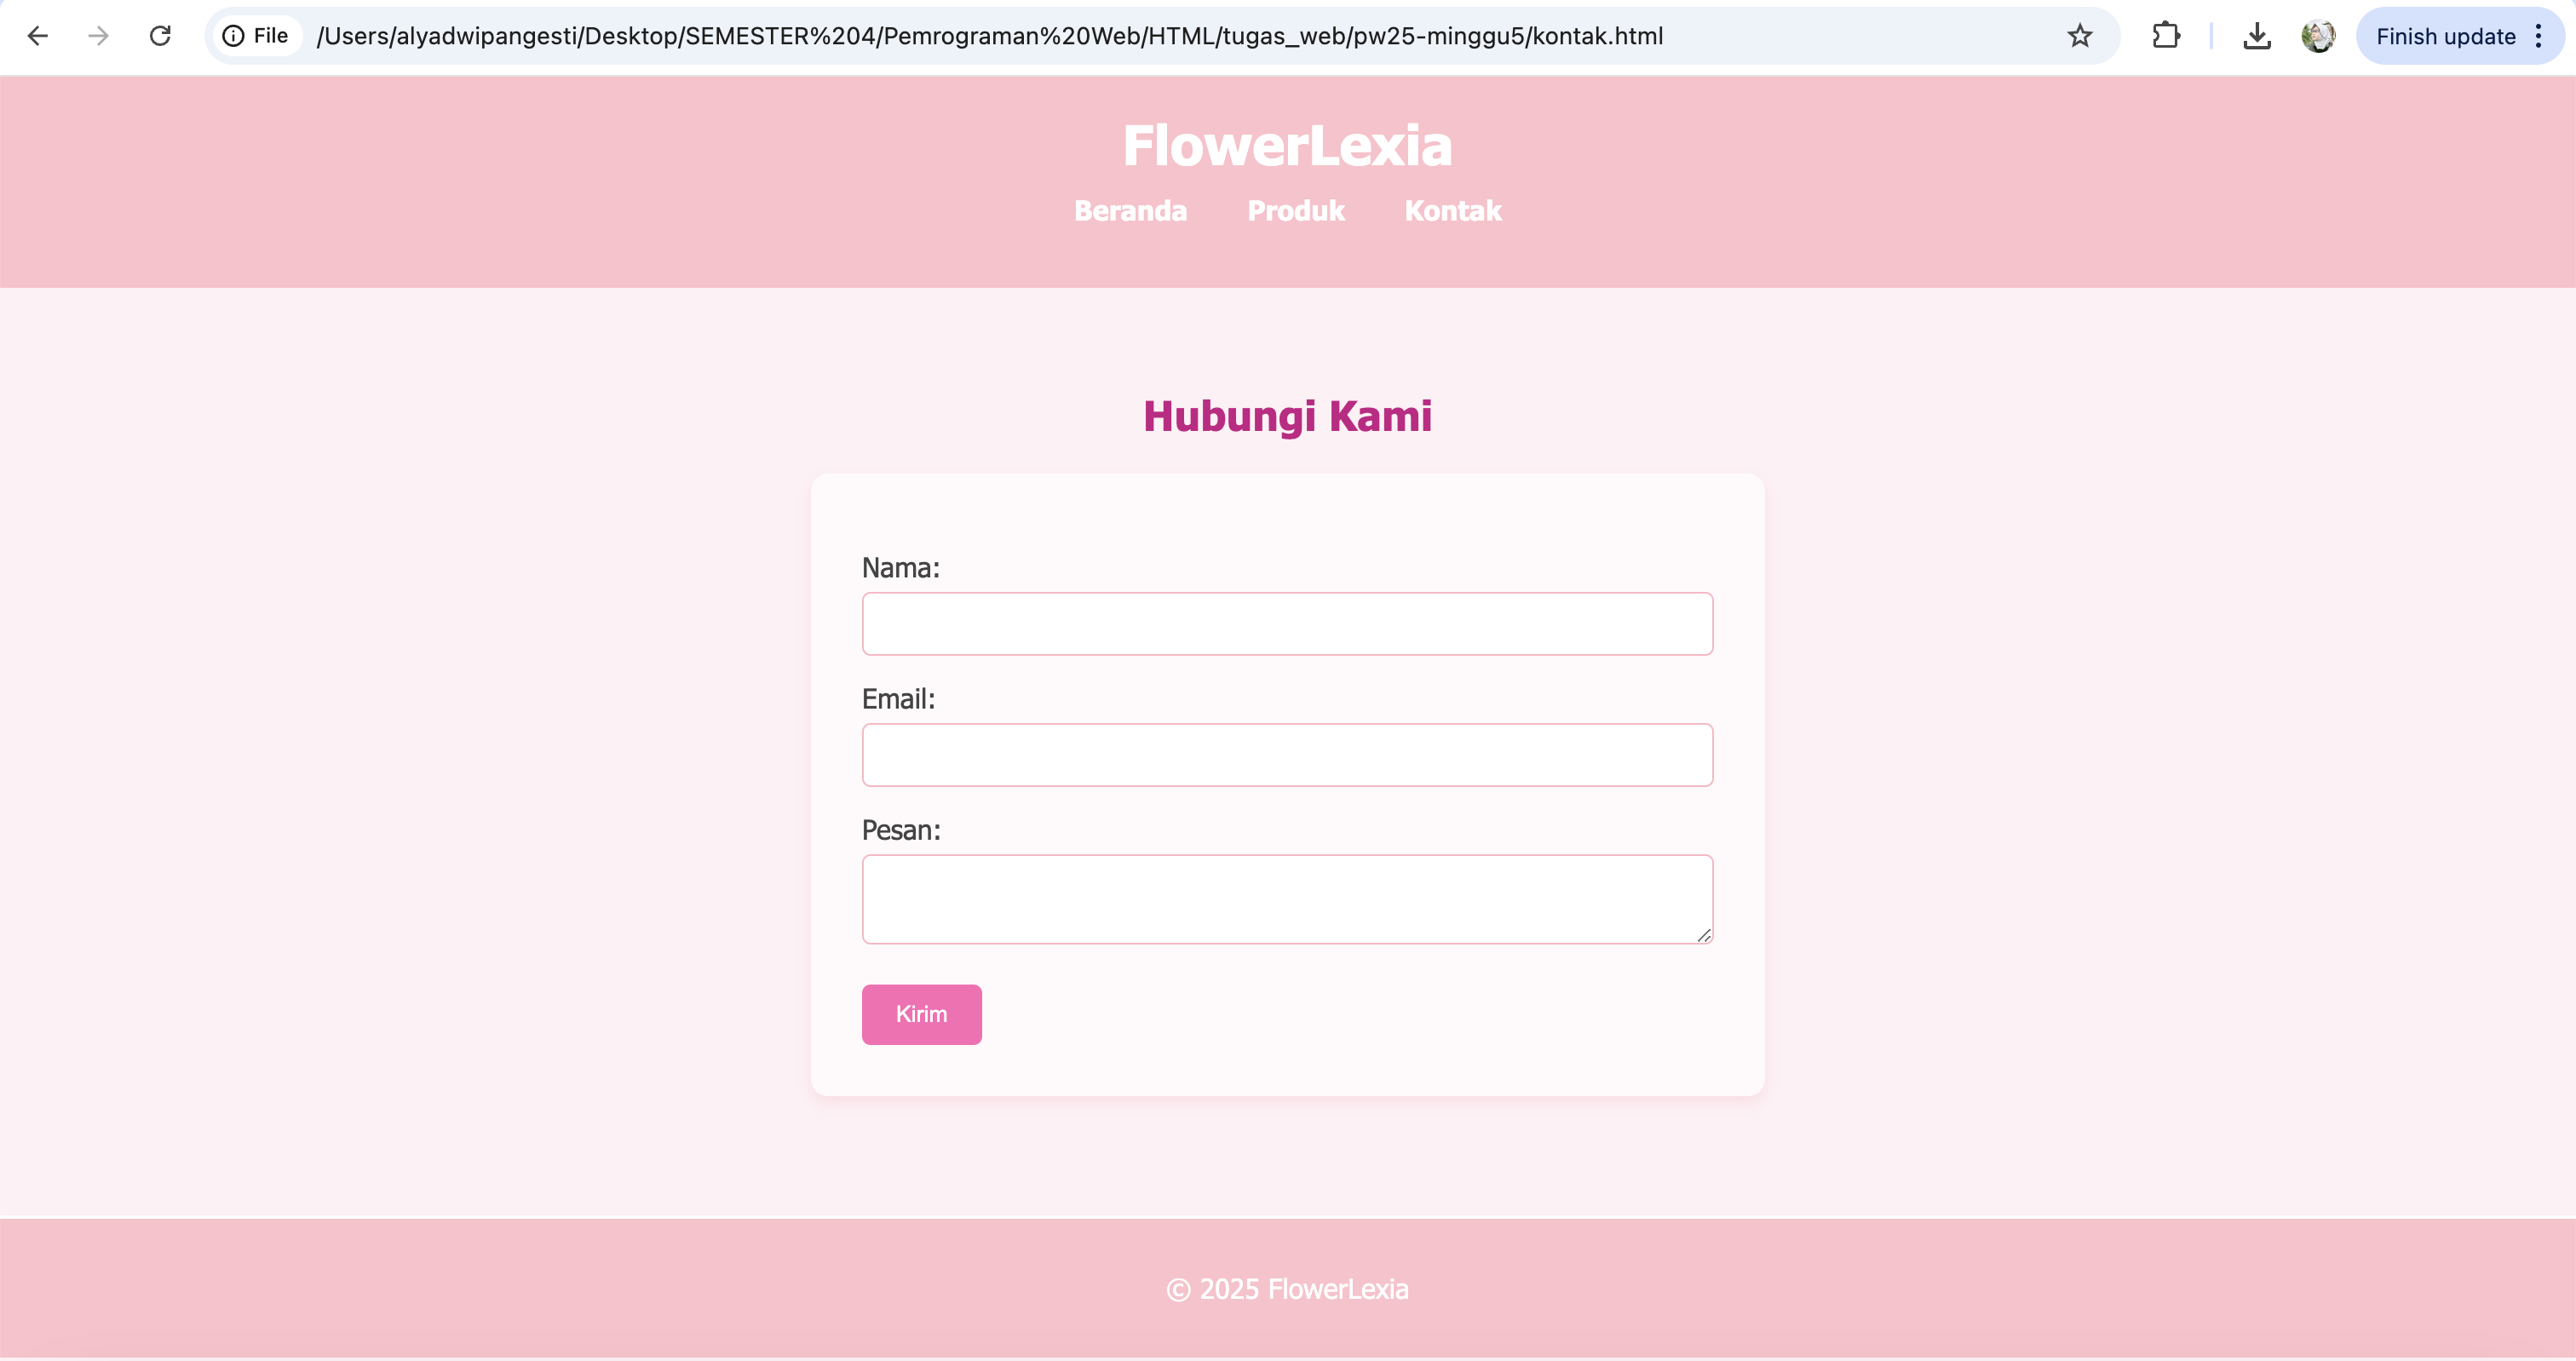 File /Users/alyadwipangesti/Desktop/SEMESTER%204/Pemrograman%20Web/HTML/tugas_web/pw25-minggu5/kontak.html Finish update
FlowerLexia
Beranda Produk Kontak
Hubungi Kami
Nama:
Email:
Pesan:
Kirim
© 2025 FlowerLexia